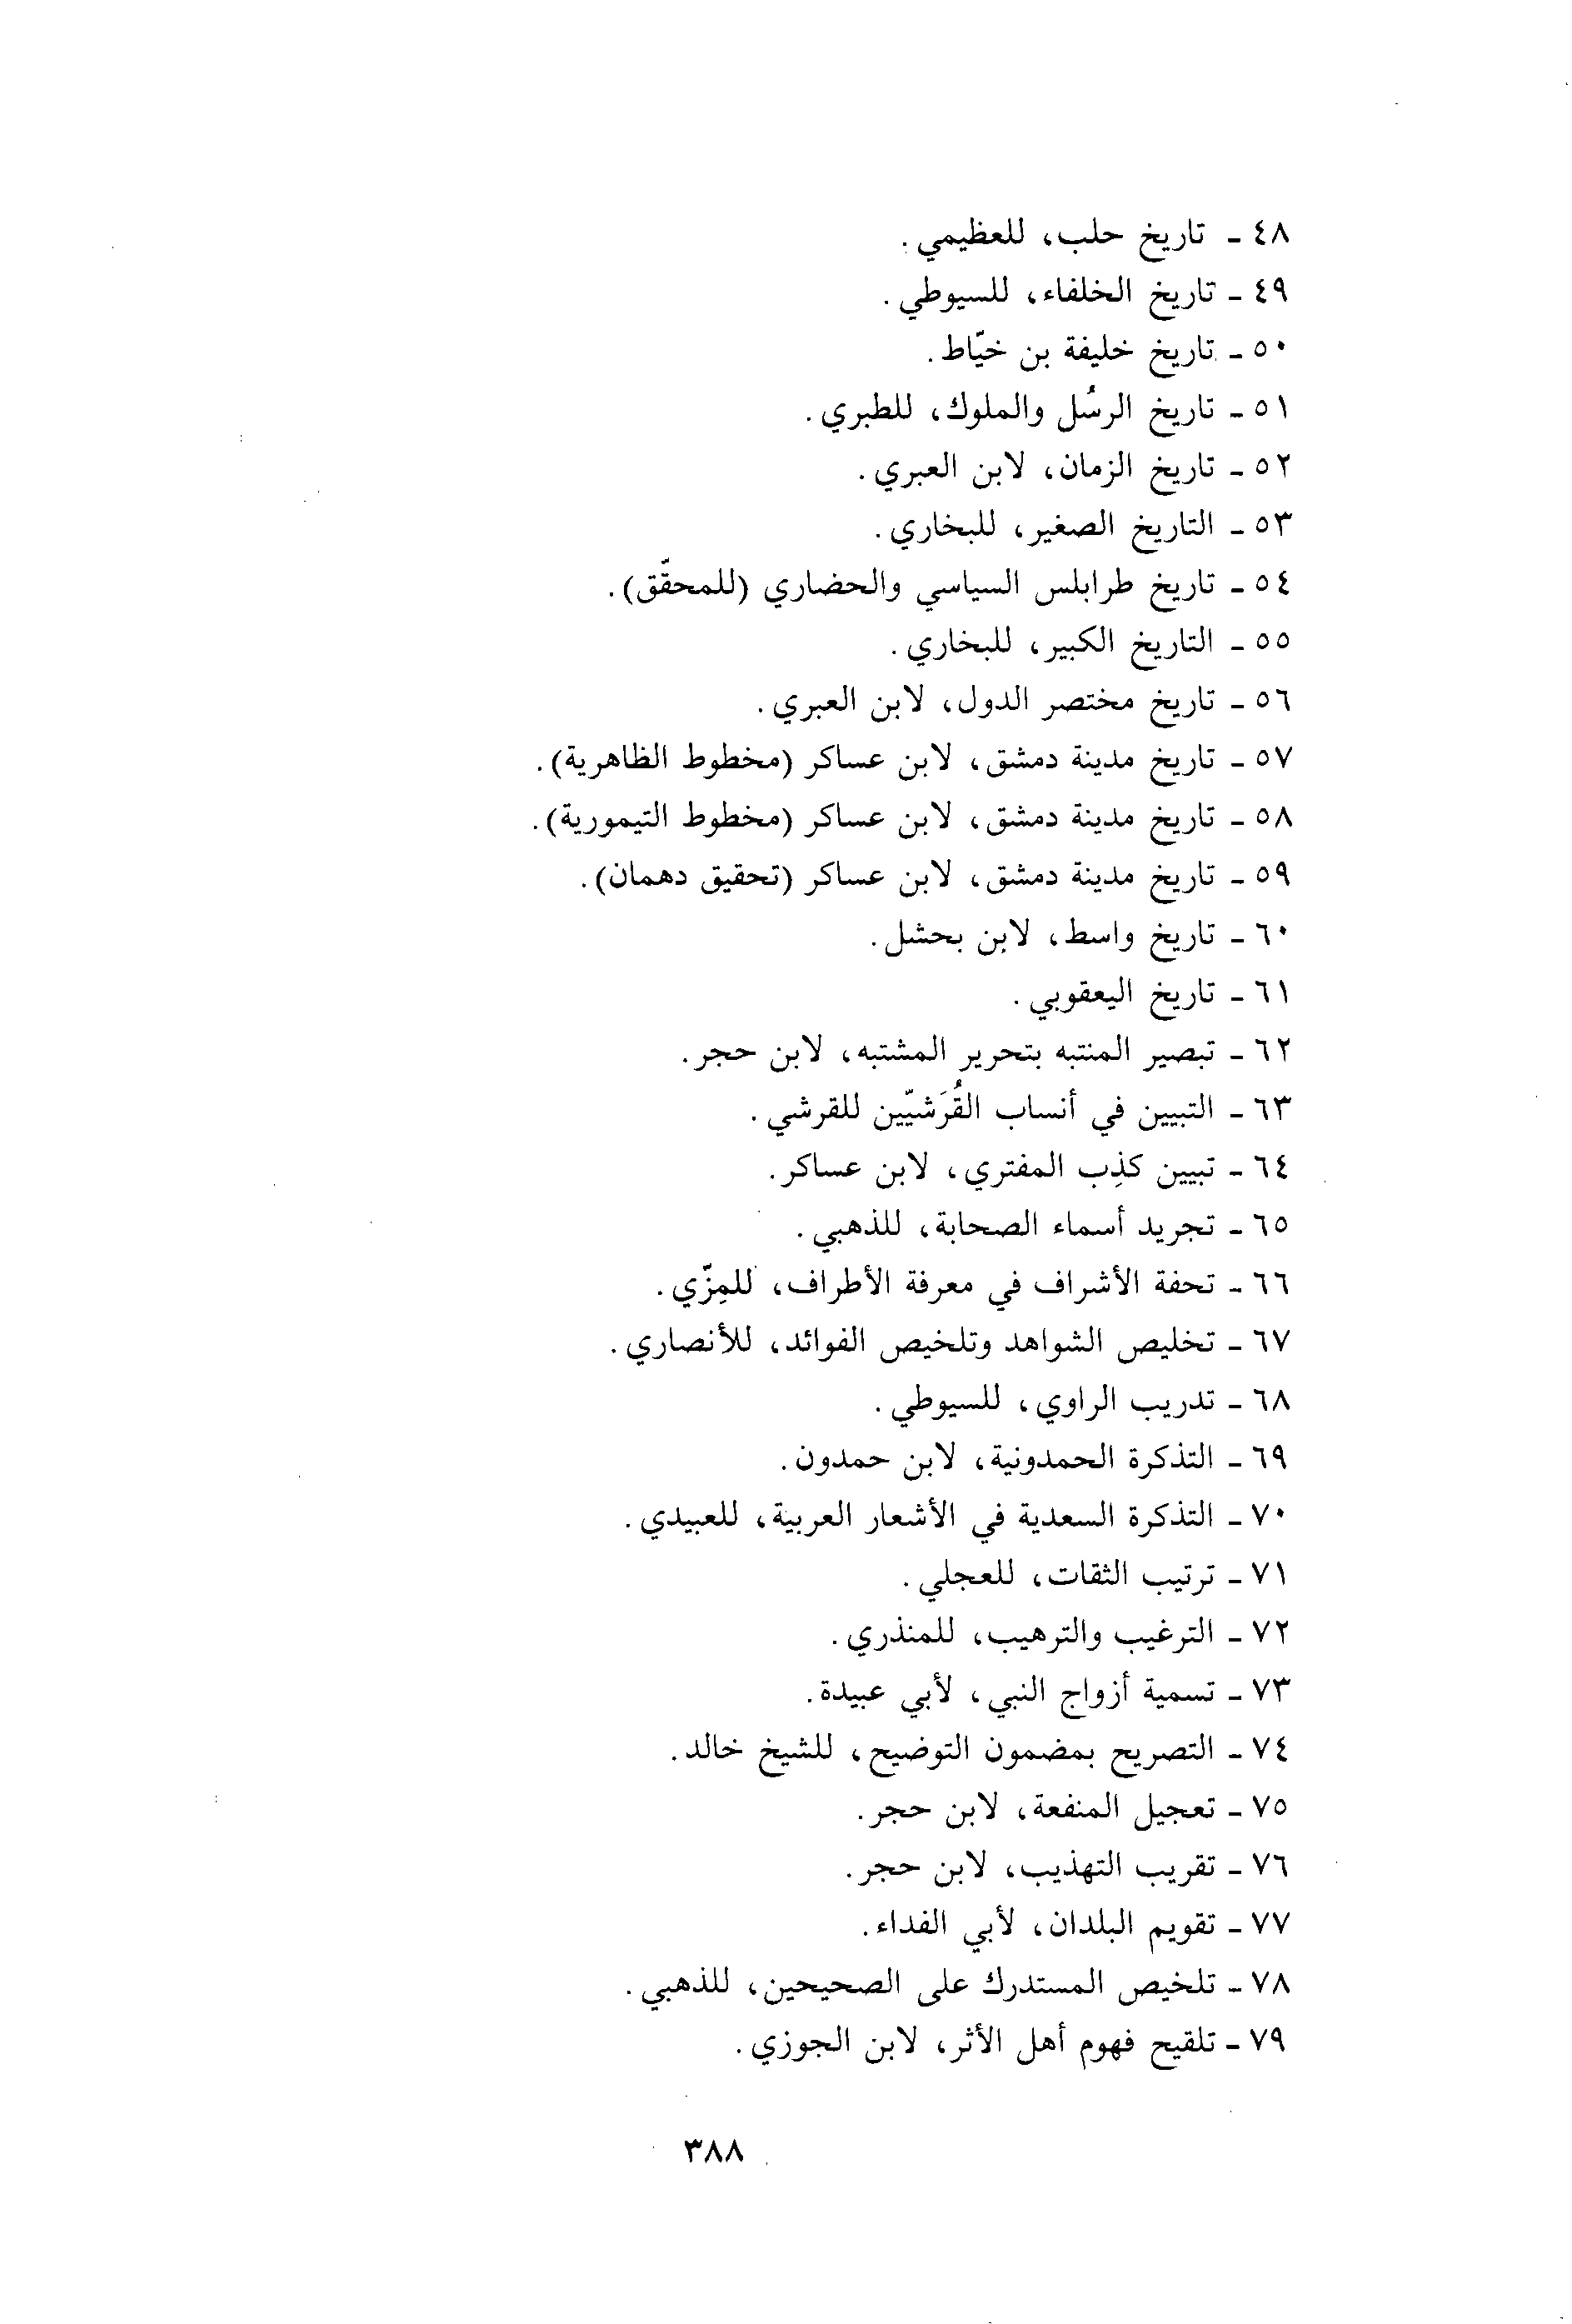 ٤٨ - تاريخ حلب، للعظيمي.
٤٩ - تاريخ الخلفاء، للسيوطي.
٥٠ - تاريخ خليفة بن خيّاط.
٥١ - تاريخ الرسُل والملوك، للطبري.
٥٢ - تاريخ الزمان، لابن العبري.
٥٣ - التاريخ الصغير، للبخاري.
٥٤ - تاريخ طرابلس السياسي والحضاري (للمحقّق).
٥٥ - التاريخ الكبير، للبخاري.
٥٦ - تاريخ مختصر الدول، لابن العبري.
٥٧ - تاريخ مدينة دمشق، لابن عساكر (مخطوط الظاهرية).
٥٨ - تاريخ مدينة دمشق، لابن عساكر (مخطوط التيمورية).
٥٩ - تاريخ مدينة دمشق، لابن عساكر (تحقيق دهمان).
٦٠ - تاريخ واسط، لابن بحشل.
٦١ - تاريخ اليعقوبي.
٦٢ - تبصير المنتبه بتحرير المشتبه، لابن حجر.
٦٣ - التبيين في أنساب القُرَشيّين للقرشي.
٦٤ - تبيين كذِب المفتري، لابن عساكر.
٦٥ - تجريد أسماء الصحابة، للذهبي.
٦٦ - تحفة الأشراف في معرفة الأطراف، للمِزّي.
٦٧ - تخليص الشواهد وتلخيص الفوائد، للأنصاري.
٦٨ - تدريب الراوي، للسيوطي.
٦٩ - التذكرة الحمدونية، لابن حمدون.
٧٠ - التذكرة السعدية في الأشعار العربية، للعبيدي.
٧١ - ترتيب الثقات، للعجلي.
٧٢ - الترغيب والترهيب، للمنذري.
٧٣ - تسمية أزواج النبي، لأبي عبيدة.
٧٤ - التصريح بمضمون التوضيح، للشيخ خالد.
٧٥ - تعجيل المنفعة، لابن حجر.
٧٦ - تقريب التهذيب، لابن حجر.
٧٧ - تقويم البلدان، لأبي الفداء.
٧٨ - تلخيص المستدرك على الصحيحين، للذهبي.
٧٩ - تلقيح فهوم أهل الأثر، لابن الجوزي.
٣٨٨